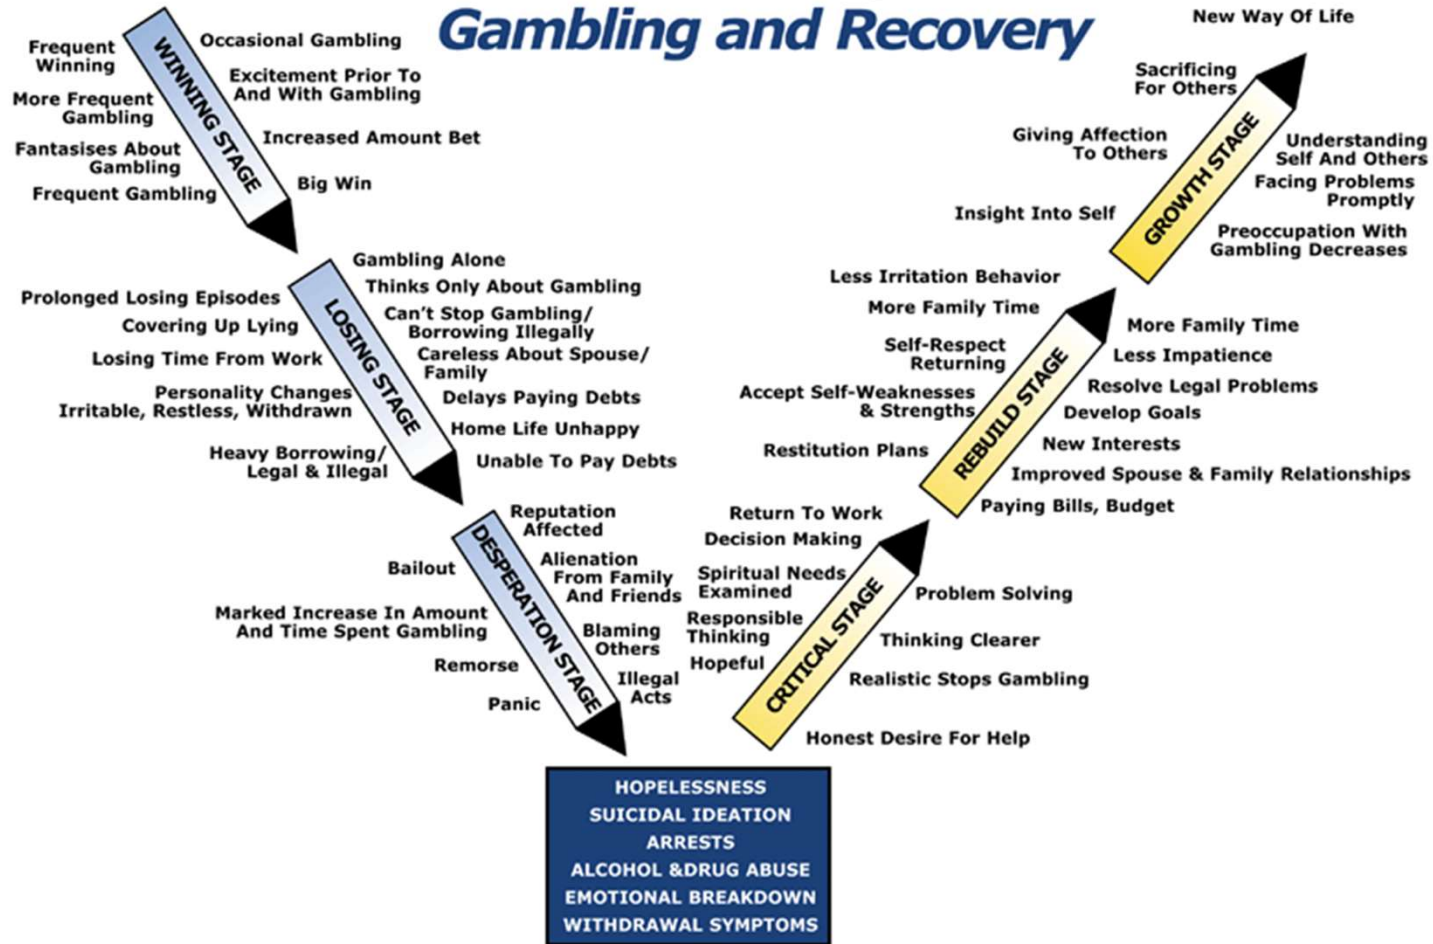 Gambling and Recovery
WINNING STAGE
Frequent
Winning
More Frequent
Gambling
Fantasises About
Gambling
Frequent Gambling
Occasional Gambling
Excitement Prior To
And With Gambling
Increased Amount Bet
Big Win
LOSING STAGE
Prolonged Losing Episodes
Covering Up Lying
Losing Time From Work
Personality Changes
Irritable, Restless, Withdrawn
Heavy Borrowing/
Legal & Illegal
Gambling Alone
Thinks Only About Gambling
Can't Stop Gambling/
Borrowing Illegally
Careless About Spouse/
Family
Delays Paying Debts
Home Life Unhappy
Unable To Pay Debts
DESPERATION STAGE
Bailout
Marked Increase In Amount
And Time Spent Gambling
Remorse
Panic
Reputation
Affected
Alienation
From Family
And Friends
Blaming
Others
Illegal
Acts
HOPELESSNESS
SUICIDAL IDEATION
ARRESTS
ALCOHOL &DRUG ABUSE
EMOTIONAL BREAKDOWN
WITHDRAWAL SYMPTOMS
CRITICAL STAGE
Return To Work
Decision Making
Spiritual Needs
Examined
Responsible
Thinking
Hopeful
Problem Solving
Thinking Clearer
Realistic Stops Gambling
Honest Desire For Help
REBUILD STAGE
Less Irritation Behavior
More Family Time
Self-Respect
Returning
Accept Self-Weaknesses
& Strengths
Restitution Plans
More Family Time
Less Impatience
Resolve Legal Problems
Develop Goals
New Interests
Improved Spouse & Family Relationships
Paying Bills, Budget
GROWTH STAGE
New Way Of Life
Sacrificing
For Others
Giving Affection
To Others
Insight Into Self
Understanding
Self And Others
Facing Problems
Promptly
Preoccupation With
Gambling Decreases